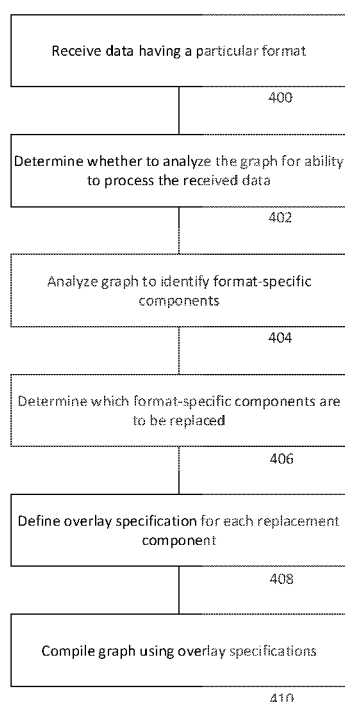 Receive data having a particular format
400
Determine whether to analyze the graph for ability
to process the received data
402
Analyze graph to identify format-specific
components
404
Determine which format-specific components are
to be replaced
406
Define overlay specification for each replacement
component
408
Compile graph using overlay specifications
410